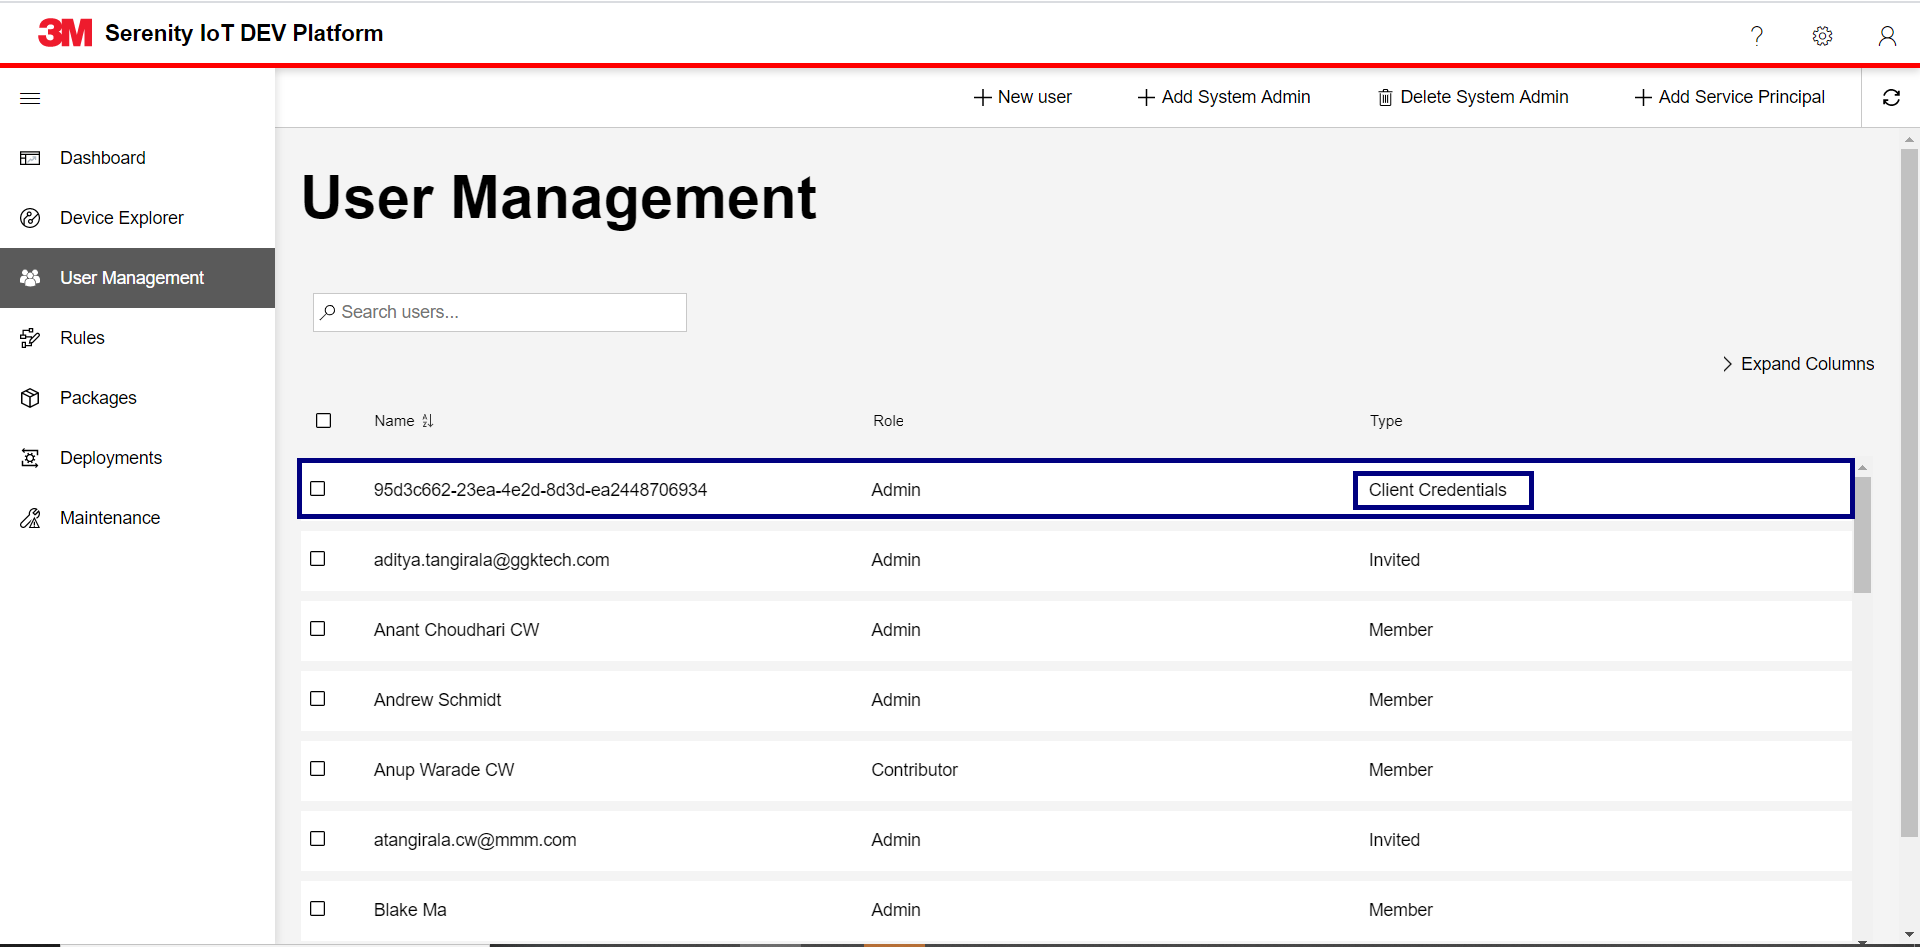 3M Serenity IoT DEV Platform
New user Add System Admin Delete System Admin Add Service Principal
Dashboard
Device Explorer
User Management
Rules
Packages
Deployments
Maintenance
User Management
Search users...
Expand Columns
Name Role Type
95d3c662-23ea-4e2d-8d3d-ea2448706934 Admin Client Credentials
aditya.tangirala@ggktech.com Admin Invited
Anant Choudhari CW Admin Member
Andrew Schmidt Admin Member
Anup Warade CW Contributor Member
atangirala.cw@mmm.com Admin Invited
Blake Ma Admin Member